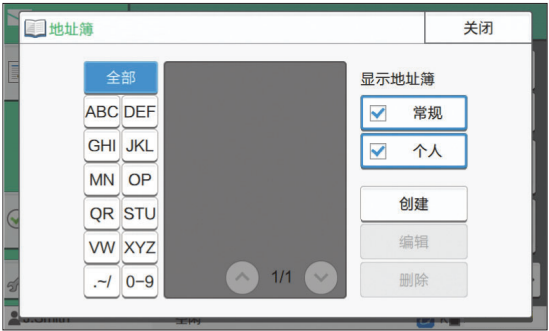 地址簿
关闭
全部
显示地址簿
ABC DEF
常规
GHI JKL
个人
MN OP
QR STU
创建
VW XYZ
编辑
.~/ 0-9
1/1
删除
J.Smith